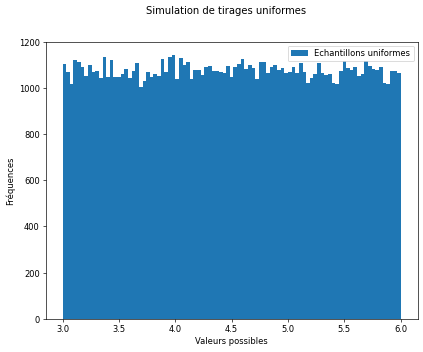 Simulation de tirages uniformes
Echantillons uniformes
1200
1000
800
600
400
200
0
Fréquences
3.0 3.5 4.0 4.5 5.0 5.5 6.0
Valeurs possibles